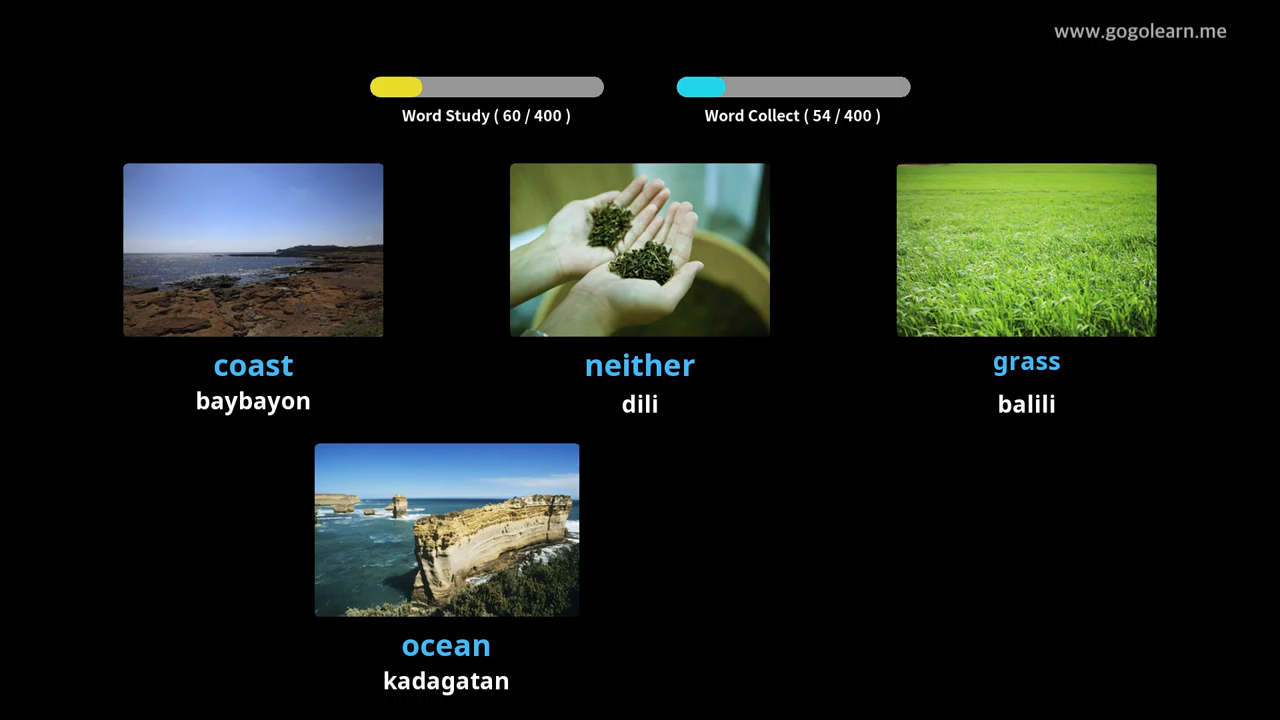 www.gogolearn.me
Word Study ( 60 / 400 )
Word Collect ( 54 / 400 )
coast
baybayon
neither
dili
grass
balili
ocean
kadagatan